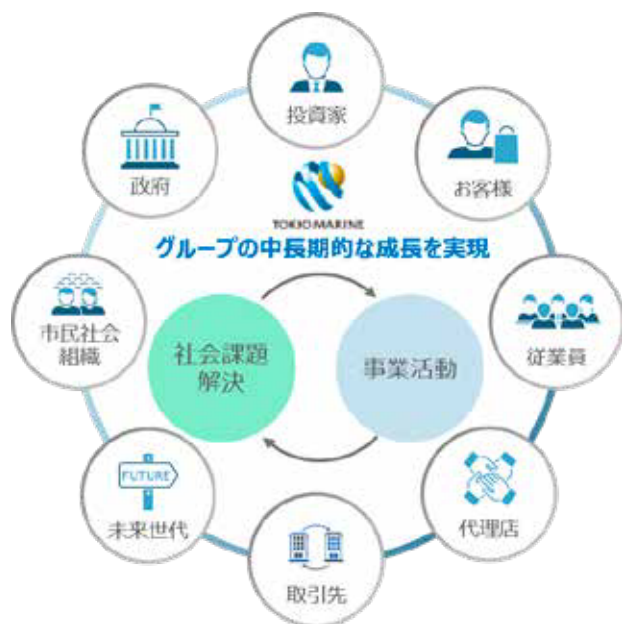 投資家
政府
お客様
TOKIO MARINE
グループの中長期的な成長を実現
市民社会
組織
社会課題
解決
事業活動
従業員
FUTURE
未来世代
代理店
取引先